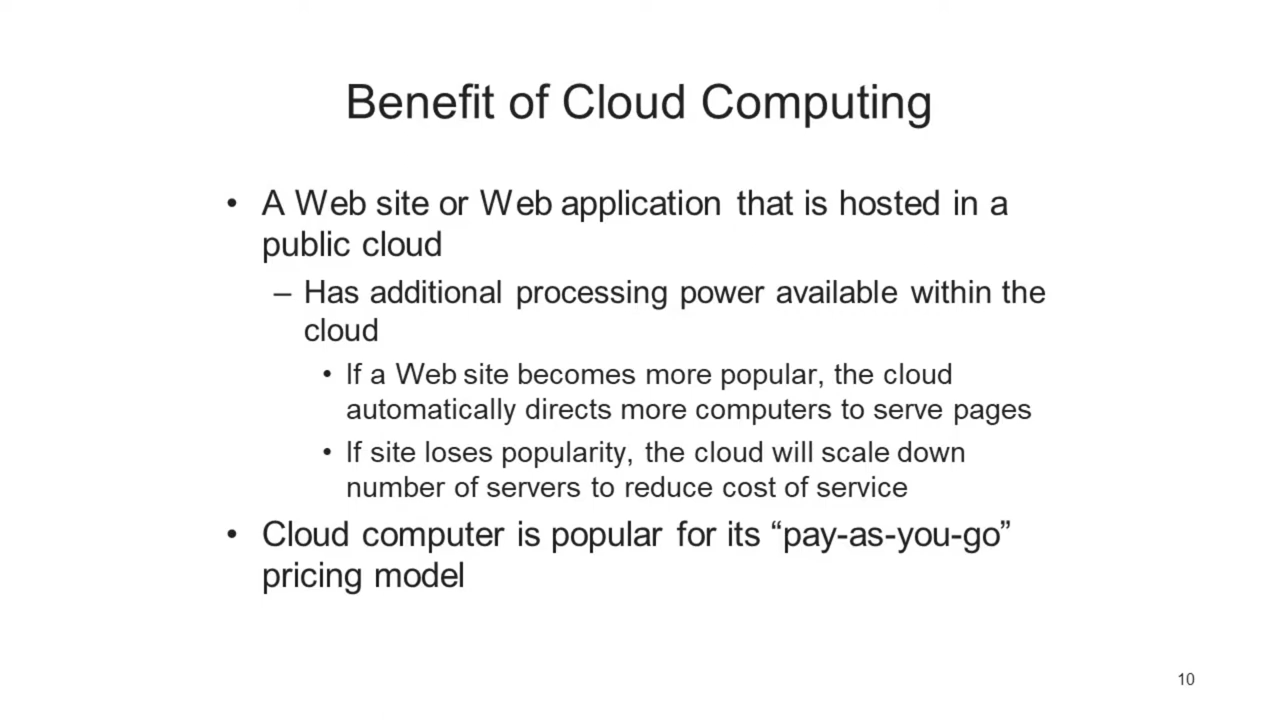 Benefit of Cloud Computing
• A Web site or Web application that is hosted in a
public cloud
– Has additional processing power available within the
cloud
• If a Web site becomes more popular, the cloud
automatically directs more computers to serve pages
• If site loses popularity, the cloud will scale down
number of servers to reduce cost of service
• Cloud computer is popular for its “pay-as-you-go”
pricing model
10